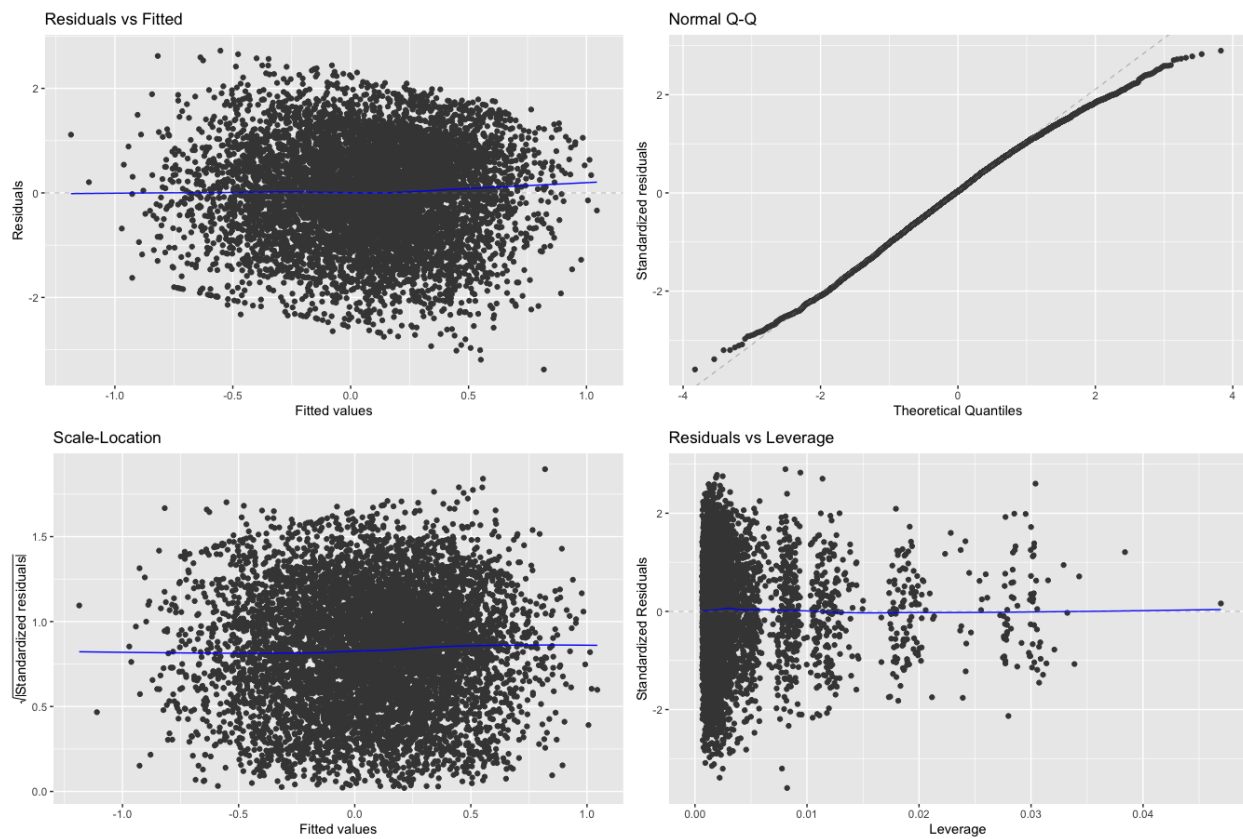 Residuals vs Fitted
Residuals
2
0
-2
-1.0
-0.5
0.0
0.5
1.0
Fitted values
Normal Q-Q
Standardized residuals
2
0
-2
-4
-2
0
2
4
Theoretical Quantiles
Scale-Location
√|Standardized residuals|
1.5
1.0
0.5
0.0
-1.0
-0.5
0.0
0.5
1.0
Fitted values
Residuals vs Leverage
Standardized Residuals
2
0
-2
0.00
0.01
0.02
0.03
0.04
Leverage